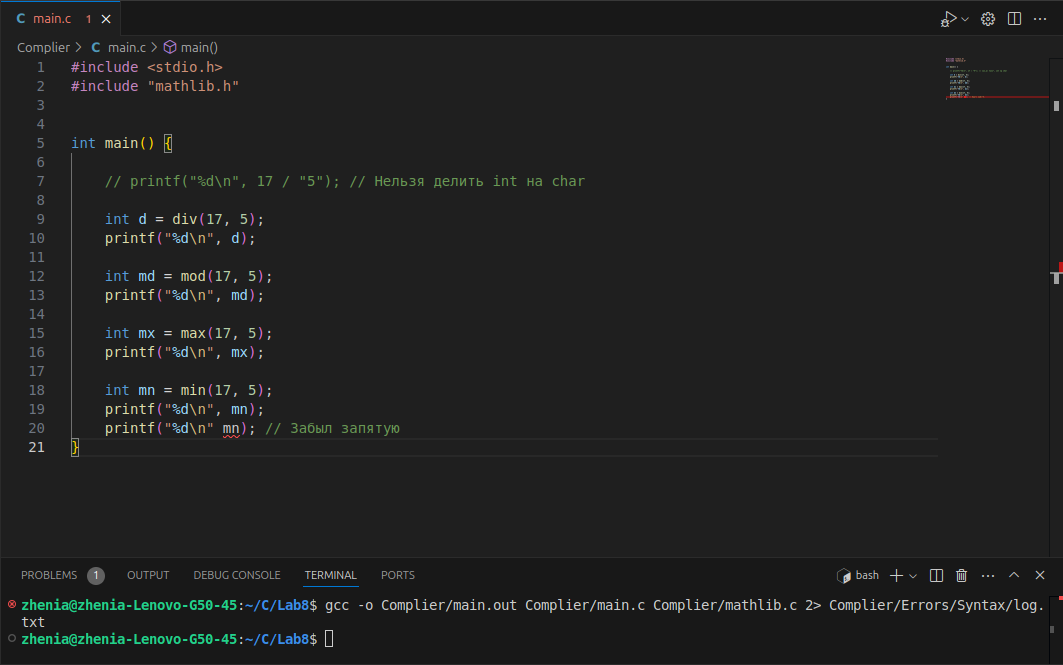 main.c 1
Complier > main.c > main()
1 #include <stdio.h>
2 #include "mathlib.h"
3
4
5 int main() {
6
7 // printf("%d\n", 17 / "5"); // Нельзя делить int на char
8
9 int d = div(17, 5);
10 printf("%d\n", d);
11
12 int md = mod(17, 5);
13 printf("%d\n", md);
14
15 int mx = max(17, 5);
16 printf("%d\n", mx);
17
18 int mn = min(17, 5);
19 printf("%d\n", mn);
20 printf("%d\n" mn); // Забыл запятую
21 }
PROBLEMS 1 OUTPUT DEBUG CONSOLE TERMINAL PORTS bash
zhenia@zhenia-Lenovo-G50-45:~/C/Lab8$ gcc -o Complier/main.out Complier/main.c Complier/mathlib.c 2> Complier/Errors/Syntax/log.
txt
zhenia@zhenia-Lenovo-G50-45:~/C/Lab8$